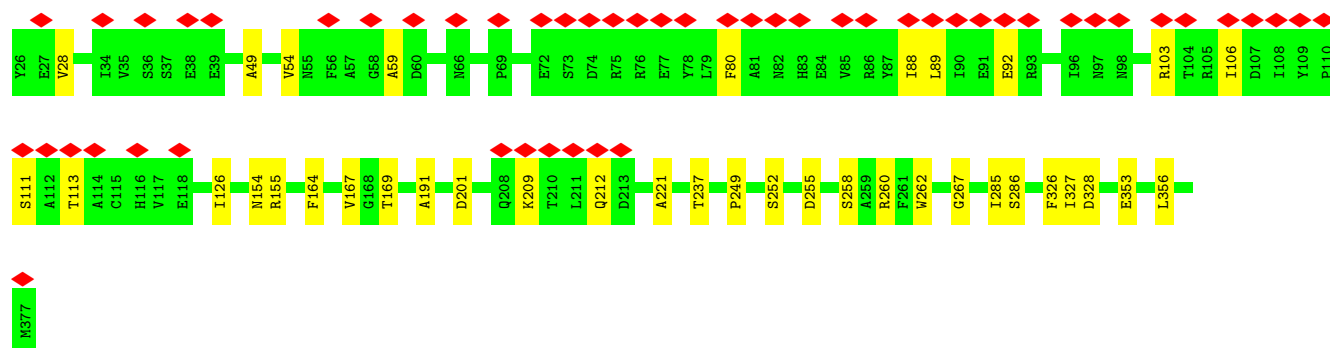 Y26 E27 V28 I34 V35 S36 S37 E38 E39 A49 V54 N55 F56 A57 G58 A59 D60 N66 P69 E72 S73 D74 R75 R76 E77 Y78 L79 F80 A81 N82 H83 E84 V85 R86 Y87 I88 L89 I90 E91 E92 R93 I96 N97 N98 R103 T104 R105 I106 D107 I108 Y109 P110
S111 A112 T113 A114 C115 H116 V117 E118 I126 N154 R155 F164 V167 G168 T169 A191 D201 Q208 K209 T210 L211 Q212 D213 A221 T237 P249 S252 D255 S258 A259 R260 F261 W262 G267 I285 S286 F326 I327 D328 E353 L356
M377